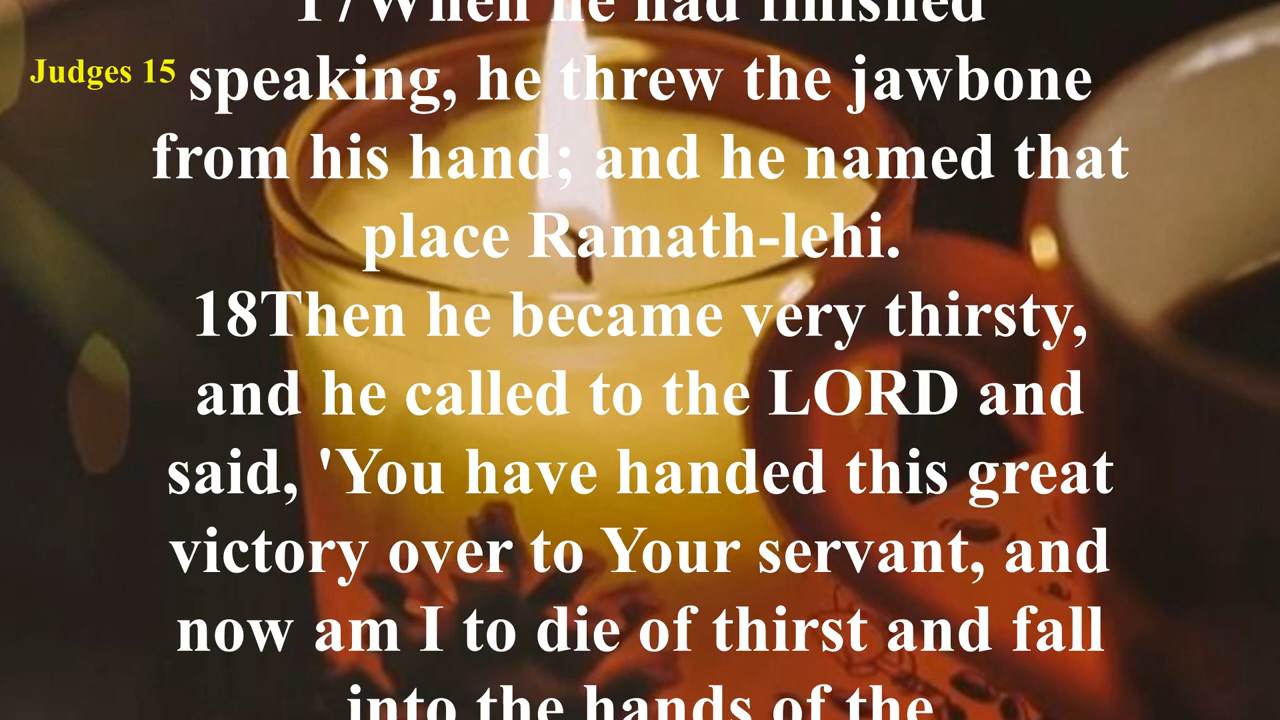 17When he had finished
Judges 15
speaking, he threw the jawbone
from his hand; and he named that
place Ramath-lehi.
18Then he became very thirsty,
and he called to the LORD and
said, 'You have handed this great
victory over to Your servant, and
now am I to die of thirst and fall
into the hands of the